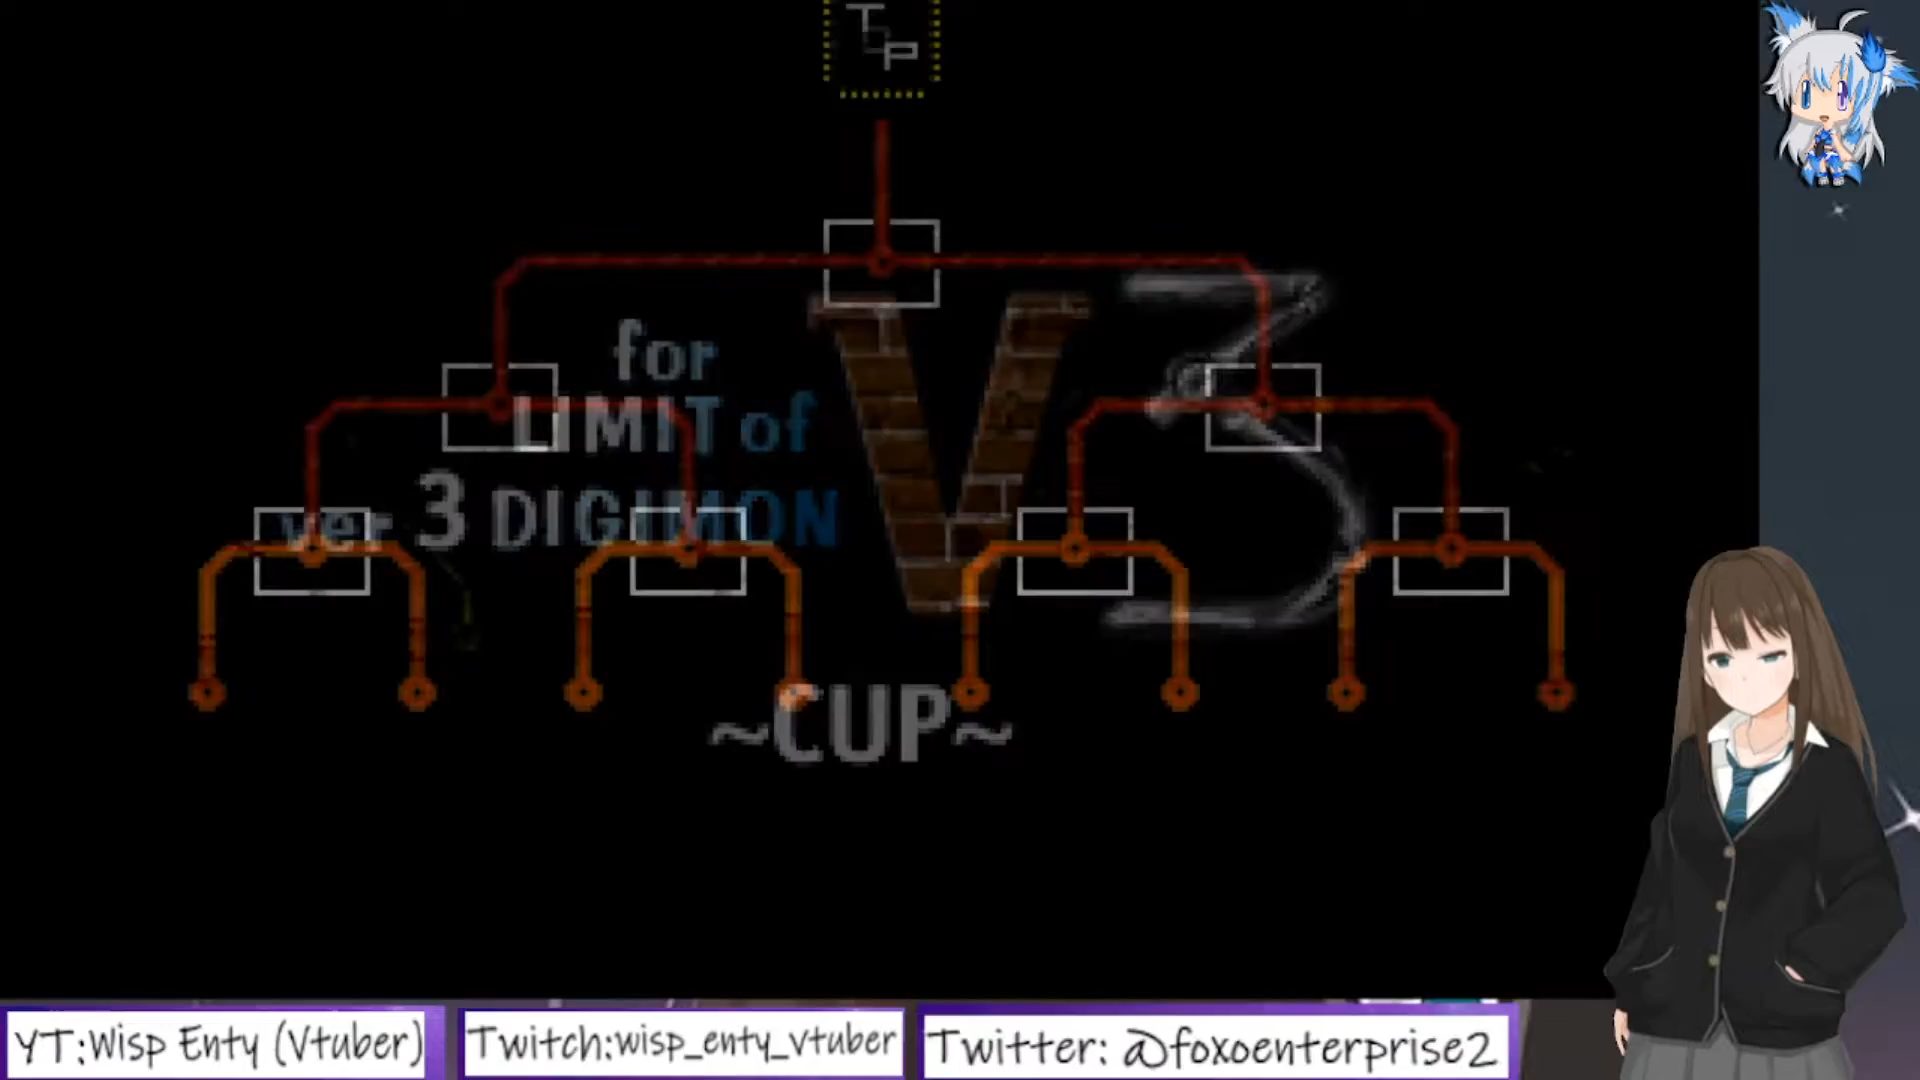 TOP
for
LIMIT of
ver 3 DIGIMON
V3
~CUP~
YT:Wisp Enty (Vtuber)
Twitch:wisp_enty_vtuber
Twitter: @foxoenterprise2